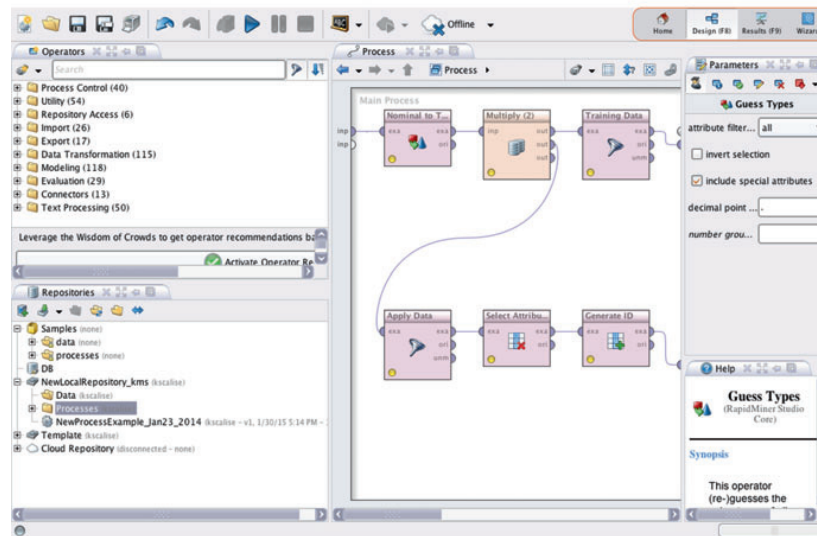 Offline
Home
Design (F8)
Results (F9)
Wizard
Operators
Search
Process Control (40)
Utility (54)
Repository Access (6)
Import (26)
Export (17)
Data Transformation (115)
Modeling (118)
Evaluation (29)
Connectors (13)
Text Processing (50)
Leverage the Wisdom of Crowds to get operator recommendations ba
Activate Operator Re
Repositories
Samples (none)
data (none)
processes (none)
DB
NewLocalRepository_kms (kscalise)
Data (kscalise)
Processes
NewProcessExample_Jan23_2014 (kscalise – v1, 1/30/15 5:14 PM –
Template (kscalise)
Cloud Repository (disconnected – none)
Process
Process
Main Process
inp
inp
Nominal to T...
exa
exa
ori
Multiply (2)
inp
out
out
out
Training Data
exa
exa
ori
unm
Apply Data
exa
exa
ori
unm
Select Attribu...
exa
exa
ori
Generate ID
exa
exa
ori
Parameters
Guess Types
attribute filter...
all
invert selection
include special attributes
decimal point ...
.
number grou...
Help
Guess Types
(RapidMiner Studio
Core)
Synopsis
This operator
(re-)guesses the